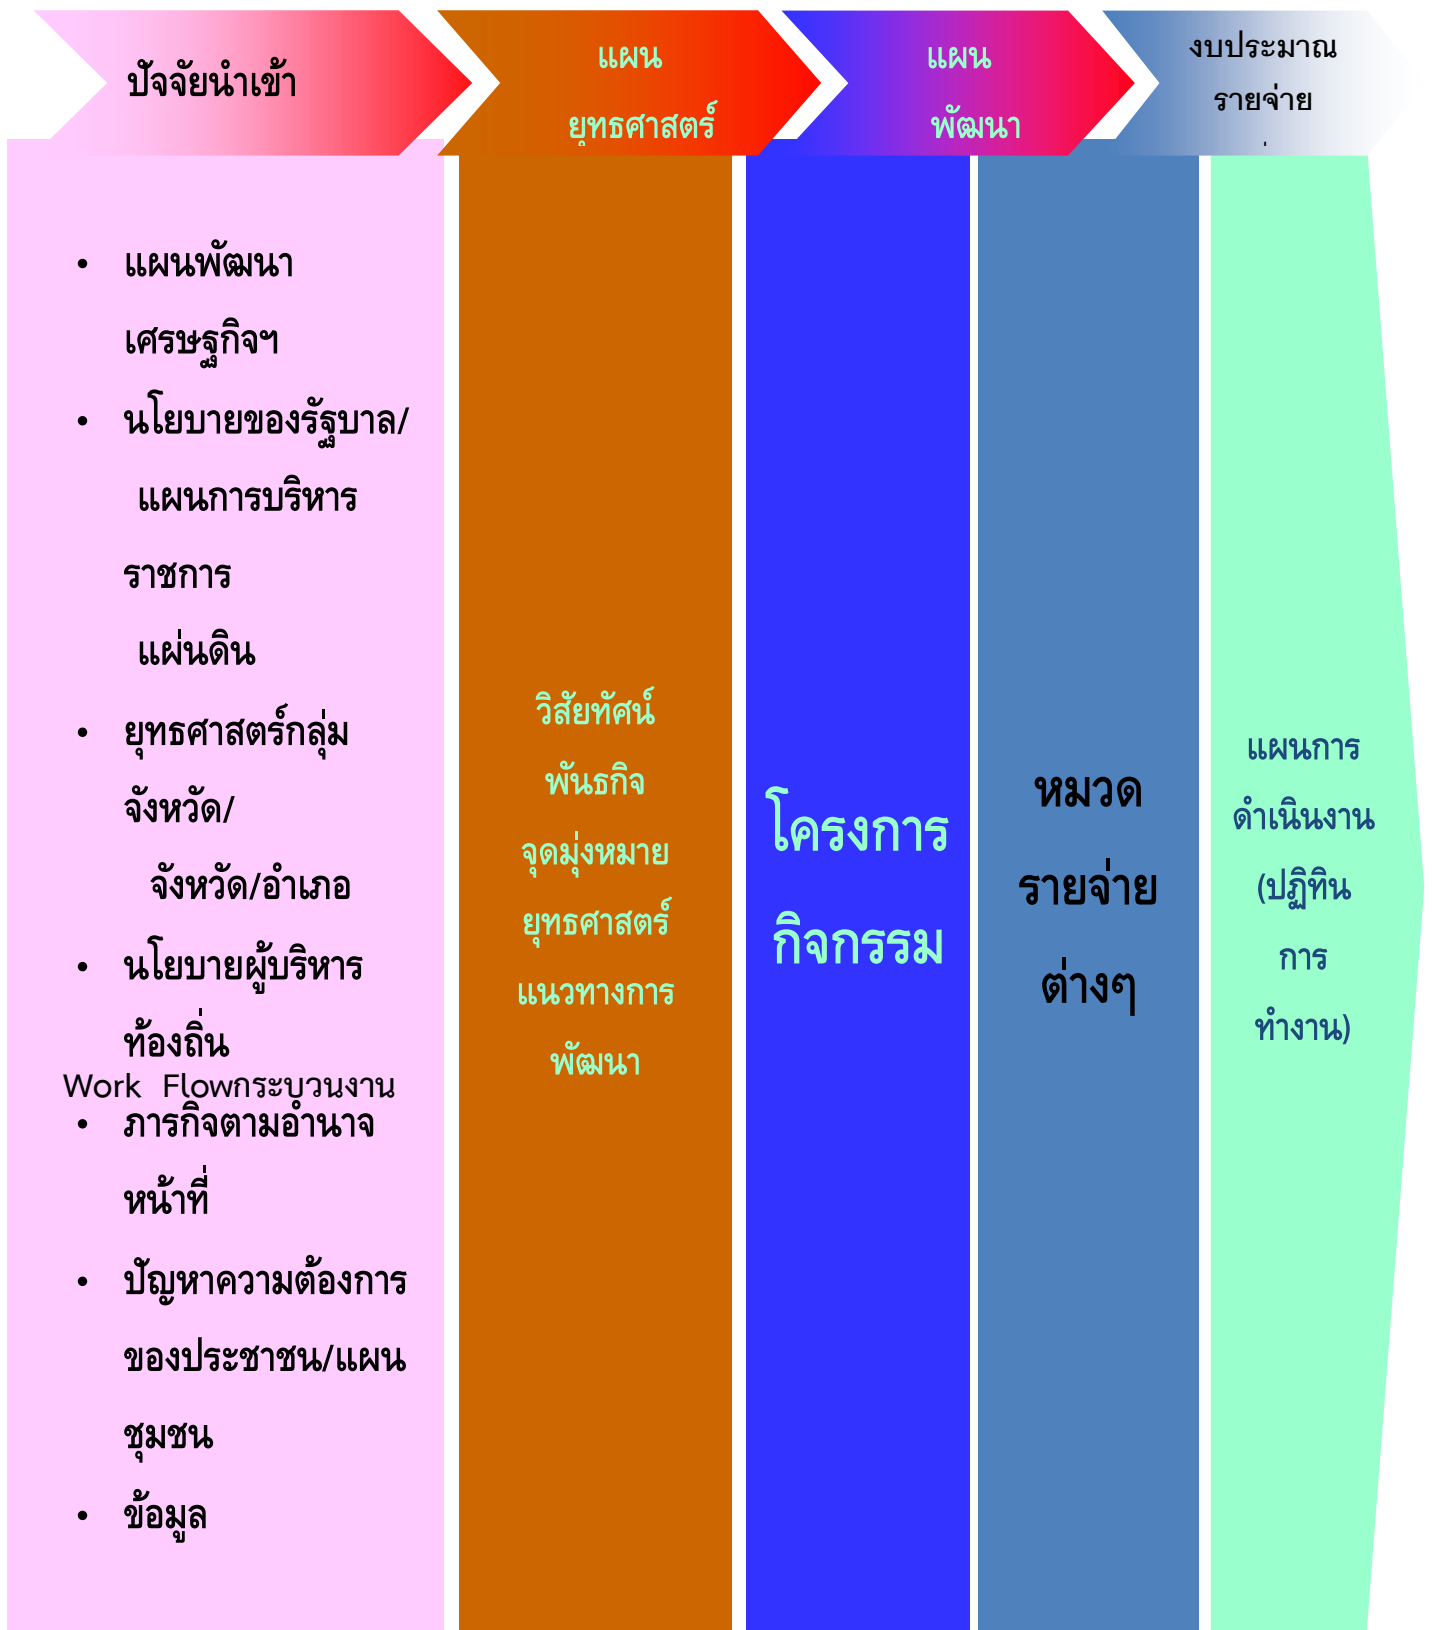 ปัจจัยนำเข้า
แผน
ยุทธศาสตร์
แผน
พัฒนา
งบประมาณ
รายจ่าย
• แผนพัฒนา
เศรษฐกิจฯ
• นโยบายของรัฐบาล/
แผนการบริหาร
ราชการ
แผ่นดิน
• ยุทธศาสตร์กลุ่ม
จังหวัด/
จังหวัด/อำเภอ
• นโยบายผู้บริหาร
ท้องถิ่น
Work Flowกระบวนงาน
• ภารกิจตามอำนาจ
หน้าที่
• ปัญหาความต้องการ
ของประชาชน/แผน
ชุมชน
• ข้อมูล
วิสัยทัศน์
พันธกิจ
จุดมุ่งหมาย
ยุทธศาสตร์
แนวทางการ
พัฒนา
โครงการ
กิจกรรม
หมวด
รายจ่าย
ต่างๆ
แผนการ
ดำเนินงาน
(ปฏิทิน
การ
ทำงาน)